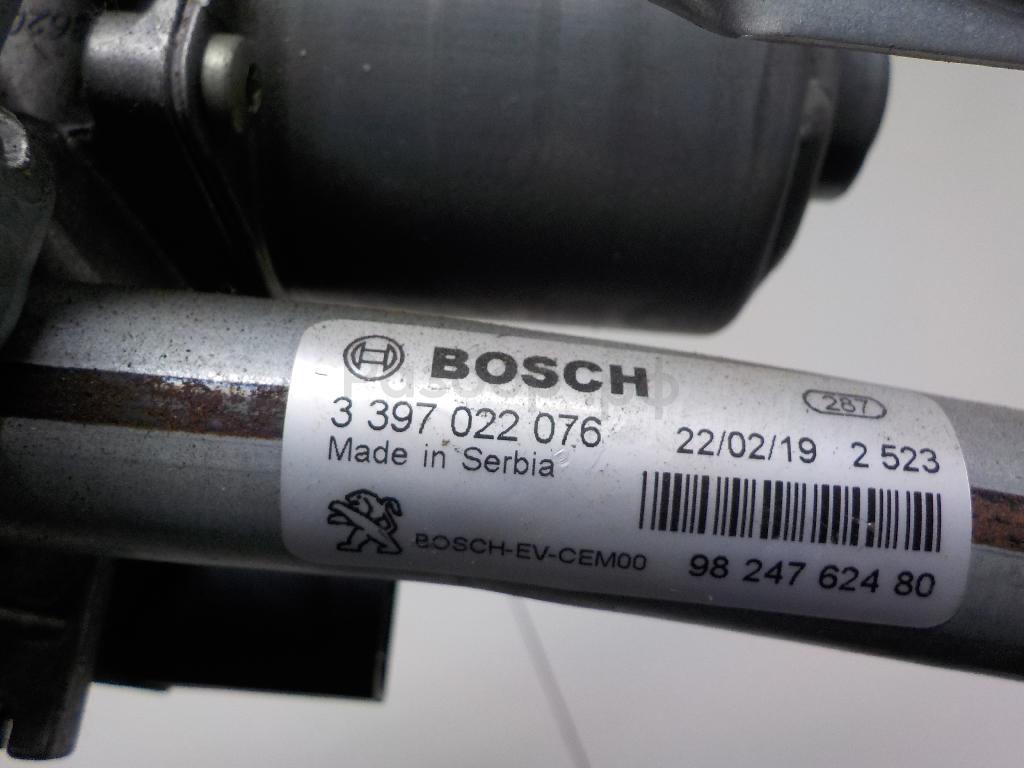 BOSCH
287
3 397 022 076
22/02/19 2 523
Made in Serbia
BOSCH-EV-CEM00
98 247 624 80